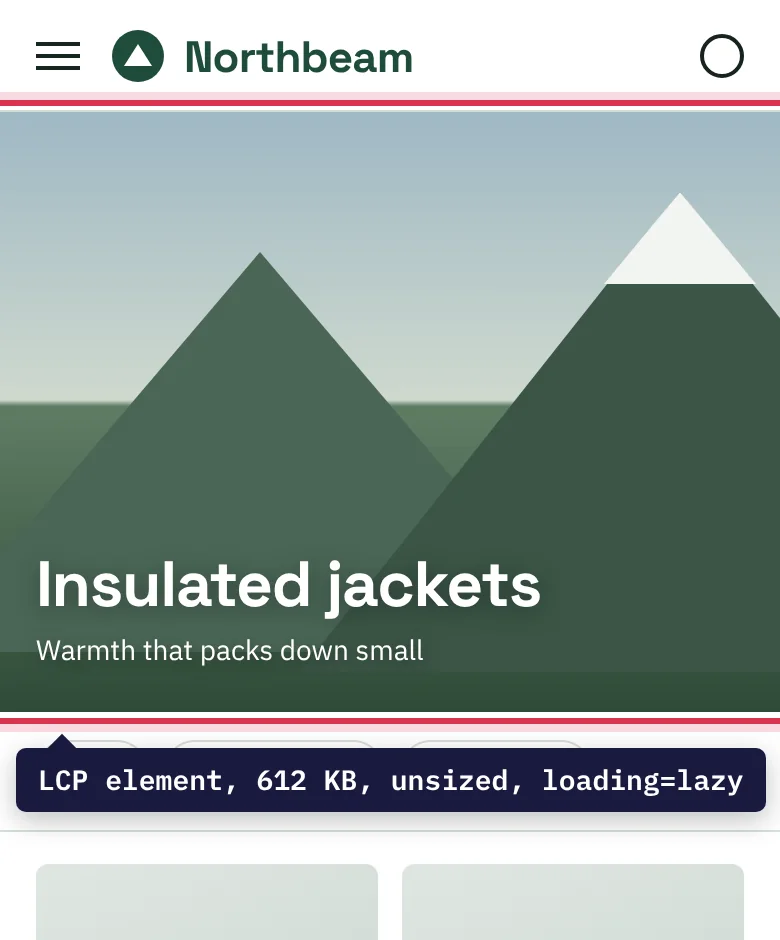 Northbeam
Insulated jackets
Warmth that packs down small
LCP element, 612 KB, unsized, loading=lazy